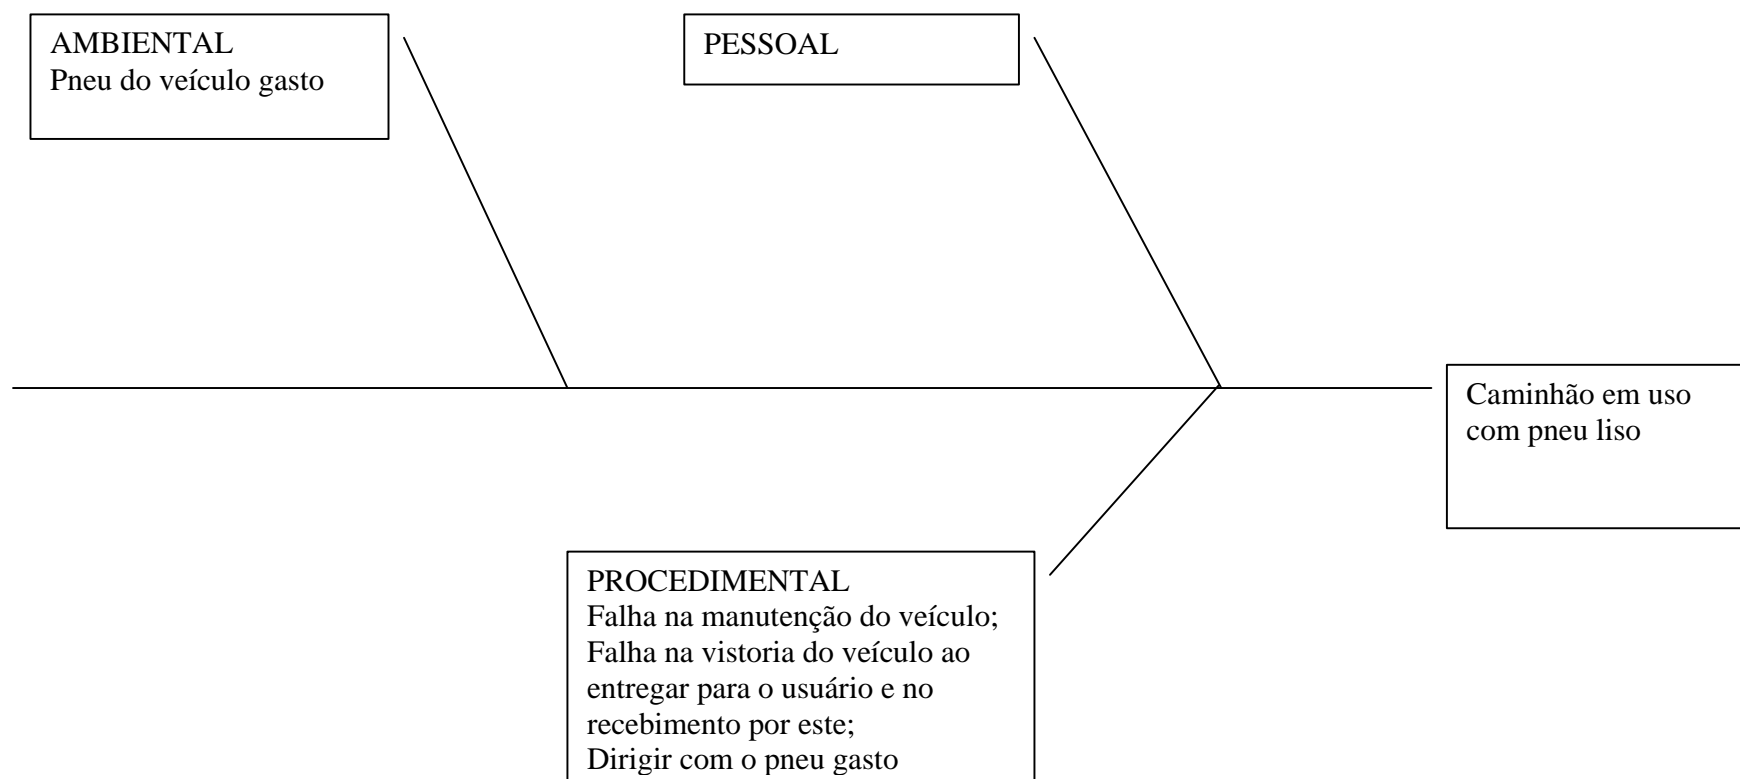 AMBIENTAL
Pneu do veículo gasto
PESSOAL
Caminhão em uso
com pneu liso
PROCEDIMENTAL
Falha na manutenção do veículo;
Falha na vistoria do veículo ao
entregar para o usuário e no
recebimento por este;
Dirigir com o pneu gasto